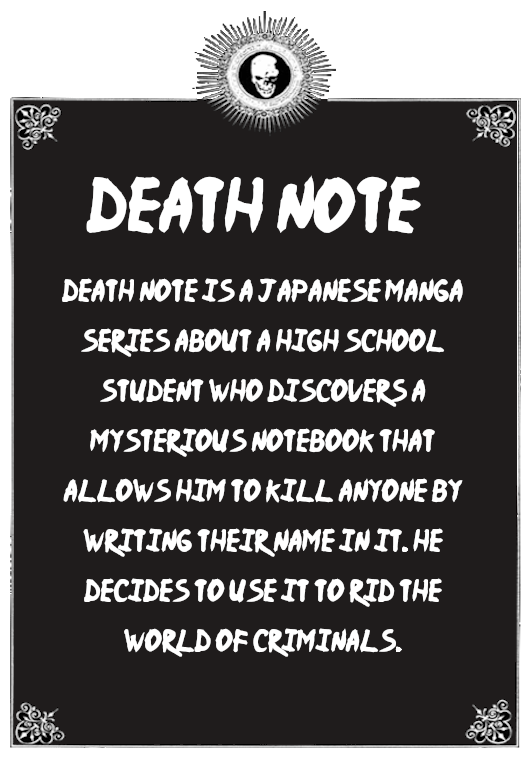 DEATH NOTE
DEATH NOTE IS A JAPANESE MANGA
SERIES ABOUT A HIGH SCHOOL
STUDENT WHO DISCOVERS A
MYSTERIOUS NOTEBOOK THAT
ALLOWS HIM TO KILL ANYONE BY
WRITING THEIR NAME IN IT. HE
DECIDES TO USE IT TO RID THE
WORLD OF CRIMINALS.